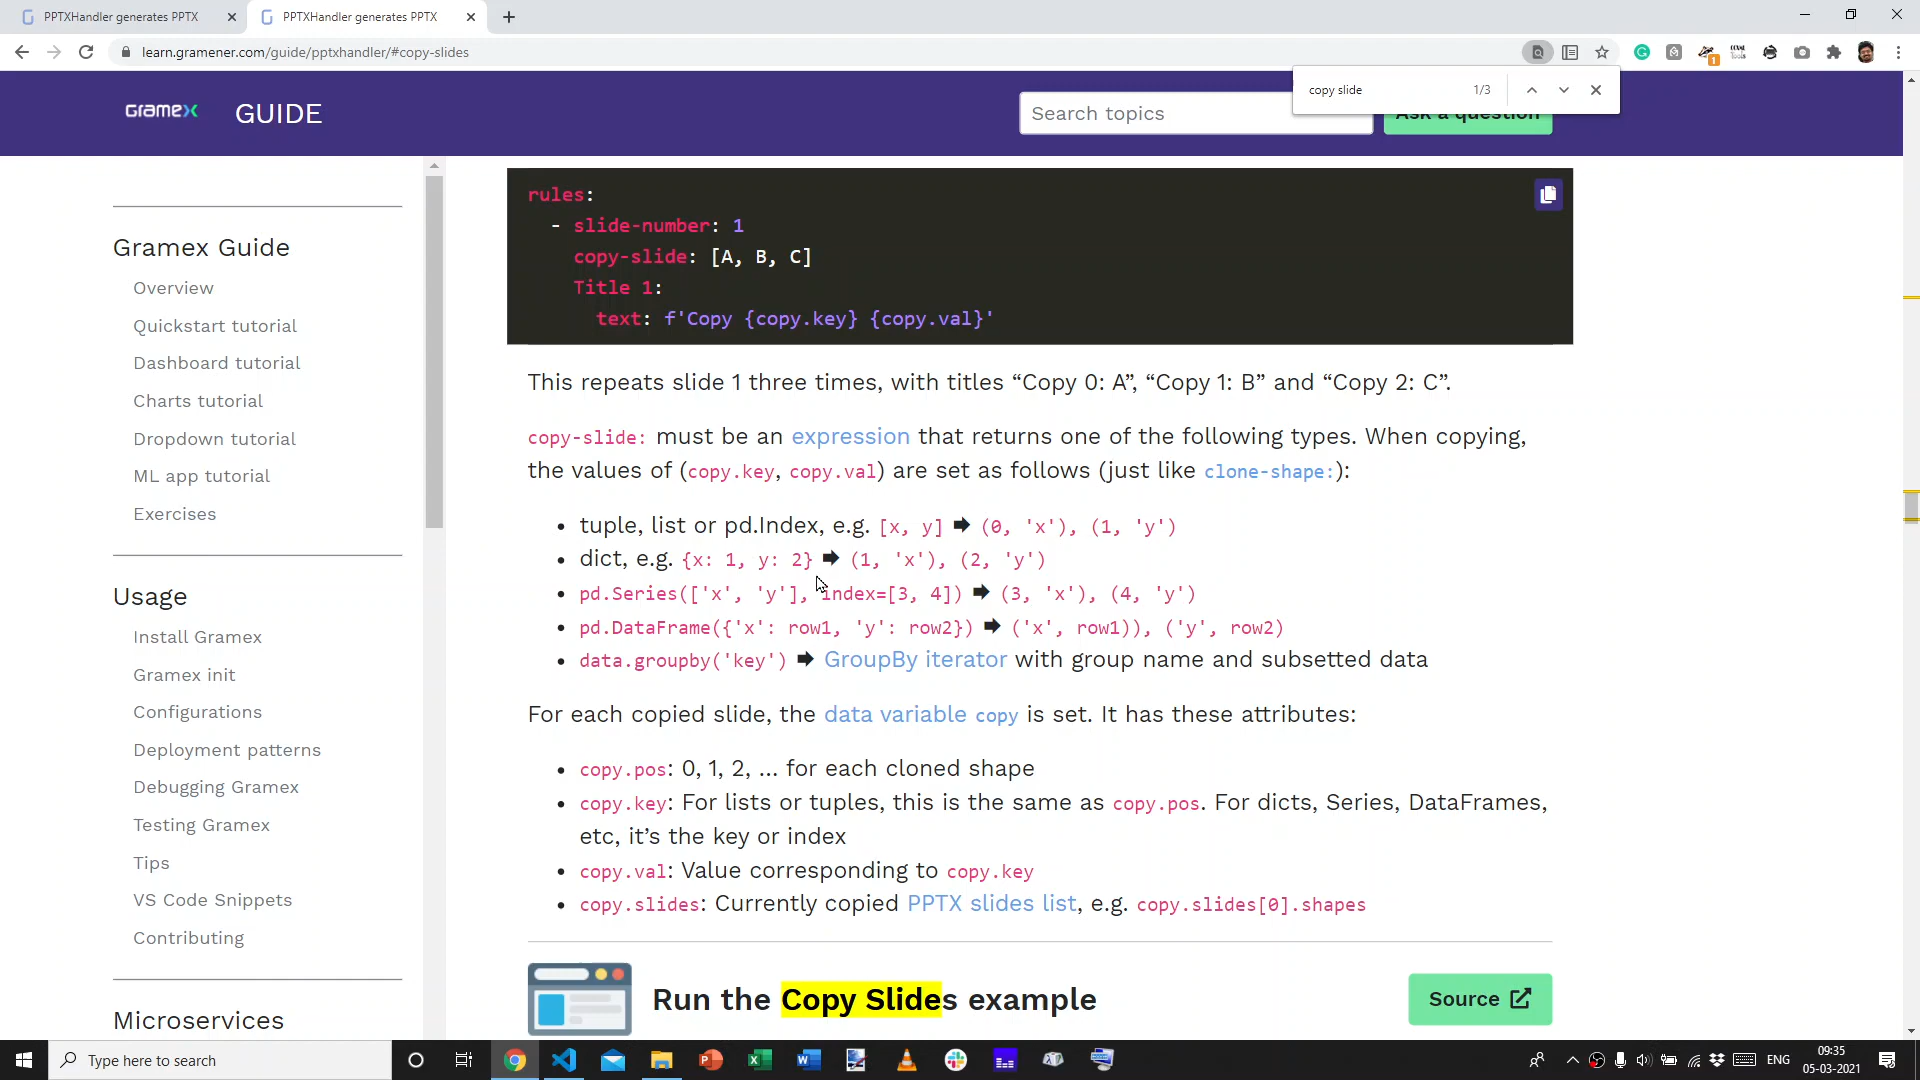 PPTXHandler generates PPTX
PPTXHandler generates PPTX
learn.gramener.com/guide/pptxhandler/#copy-slides
1
copy slide
1/3
GRAMEX
GUIDE
Search topics
Ask a question
Gramex Guide
Overview
Quickstart tutorial
Dashboard tutorial
Charts tutorial
Dropdown tutorial
ML app tutorial
Exercises
Usage
Install Gramex
Gramex init
Configurations
Deployment patterns
Debugging Gramex
Testing Gramex
Tips
VS Code Snippets
Contributing
Microservices
rules:
- slide-number: 1
copy-slide: [A, B, C]
Title 1:
text: f'Copy {copy.key} {copy.val}'
This repeats slide 1 three times, with titles “Copy 0: A”, “Copy 1: B” and “Copy 2: C”.
copy-slide: must be an expression that returns one of the following types. When copying,
the values of (copy.key, copy.val) are set as follows (just like clone-shape:):
• tuple, list or pd.Index, e.g. [x, y] 🡆 (0, 'x'), (1, 'y')
• dict, e.g. {x: 1, y: 2} 🡆 (1, 'x'), (2, 'y')
• pd.Series(['x', 'y'], index=[3, 4]) 🡆 (3, 'x'), (4, 'y')
• pd.DataFrame({'x': row1, 'y': row2}) 🡆 ('x', row1)), ('y', row2)
• data.groupby('key') 🡆 GroupBy iterator with group name and subsetted data
For each copied slide, the data variable copy is set. It has these attributes:
• copy.pos: 0, 1, 2, ... for each cloned shape
• copy.key: For lists or tuples, this is the same as copy.pos. For dicts, Series, DataFrames,
etc, it’s the key or index
• copy.val: Value corresponding to copy.key
• copy.slides: Currently copied PPTX slides list, e.g. copy.slides[0].shapes
Run the Copy Slides example
Source
Type here to search
ENG
09:35
05-03-2021